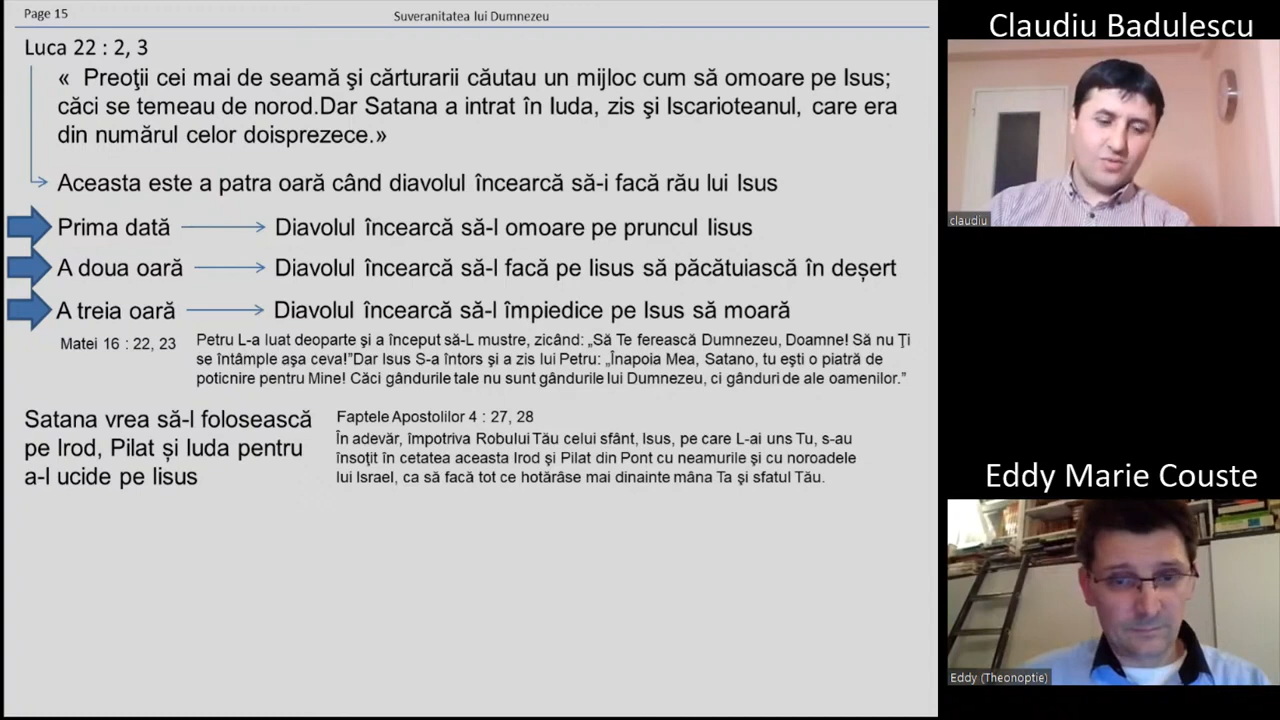 Page 15
Suveranitatea lui Dumnezeu
Luca 22 : 2, 3
«  Preoţii cei mai de seamă şi cărturarii căutau un mijloc cum să omoare pe Isus;
căci se temeau de norod.Dar Satana a intrat în Iuda, zis şi Iscarioteanul, care era
din numărul celor doisprezece.»
Aceasta este a patra oară când diavolul încearcă să-i facă rău lui Isus
Prima dată
Diavolul încearcă să-l omoare pe pruncul Iisus
A doua oară
Diavolul încearcă să-l facă pe Iisus să păcătuiască în deșert
A treia oară
Diavolul încearcă să-l împiedice pe Isus să moară
Matei 16 : 22, 23
Petru L-a luat deoparte şi a început să-L mustre, zicând: „Să Te ferească Dumnezeu, Doamne! Să nu Ţi
se întâmple aşa ceva!”Dar Isus S-a întors şi a zis lui Petru: „Înapoia Mea, Satano, tu eşti o piatră de
poticnire pentru Mine! Căci gândurile tale nu sunt gândurile lui Dumnezeu, ci gânduri de ale oamenilor.”
Satana vrea să-l folosească
pe Irod, Pilat și Iuda pentru
a-l ucide pe Iisus
Faptele Apostolilor 4 : 27, 28
În adevăr, împotriva Robului Tău celui sfânt, Isus, pe care L-ai uns Tu, s-au
însoţit în cetatea aceasta Irod şi Pilat din Pont cu neamurile şi cu noroadele
lui Israel, ca să facă tot ce hotărâse mai dinainte mâna Ta şi sfatul Tău.
Claudiu Badulescu
claudiu
Eddy Marie Couste
Eddy (Theonoptie)